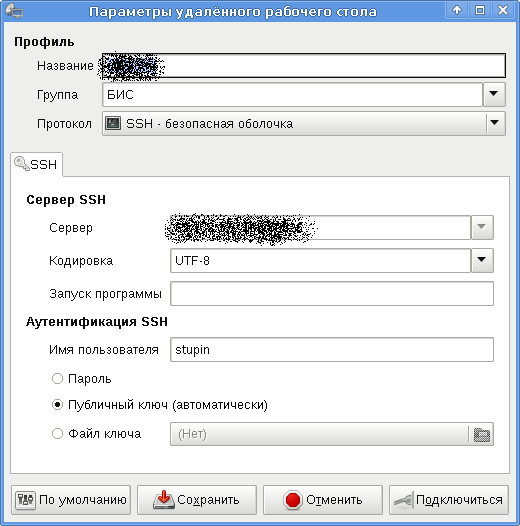 Параметры удалённого рабочего стола
Профиль
Название
Группа БИС
Протокол SSH - безопасная оболочка
SSH
Сервер SSH
Сервер
Кодировка UTF-8
Запуск программы
Аутентификация SSH
Имя пользователя stupin
Пароль
Публичный ключ (автоматически)
Файл ключа (Нет)
По умолчанию Сохранить Отменить Подключиться